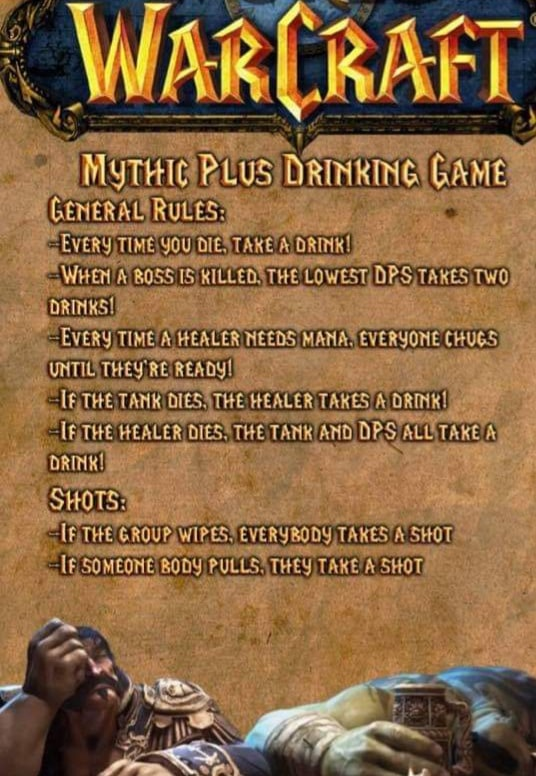 WARCRAFT
MYTHIC PLUS DRINKING GAME
GENERAL RULES:
-EVERY TIME YOU DIE, TAKE A DRINK!
-WHEN A BOSS IS KILLED, THE LOWEST DPS TAKES TWO
DRINKS!
-EVERY TIME A HEALER NEEDS MANA, EVERYONE CHUGS
UNTIL THEY'RE READY!
-IF THE TANK DIES, THE HEALER TAKES A DRINK!
-IF THE HEALER DIES, THE TANK AND DPS ALL TAKE A
DRINK!
SHOTS:
-IF THE GROUP WIPES, EVERYBODY TAKES A SHOT
-IF SOMEONE BODY PULLS, THEY TAKE A SHOT